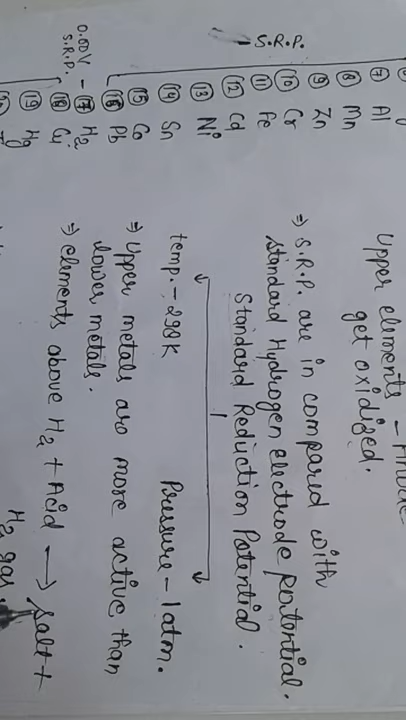 ⑦ Al
⑧ Mn
⑨ Zn
⑩ Cr
⑪ Fe
⑫ Cd
⑬ Ni
⑭ Sn
⑮ Co
⑯ Pb
⑰ H₂
⑱ Cu
⑲ Hg
- S.R.P.
0.00V -
S.R.P.
Upper elements -
get oxidized.
⇒ S.R.P. are in compared with
standard Hydrogen electrode potential.
Standard Reduction Potential.
temp. - 298K Pressure - 1 atm.
⇒ Upper metals are more active than
lower metals.
⇒ elements above H₂ + Acid → Salt +
H₂ gas.